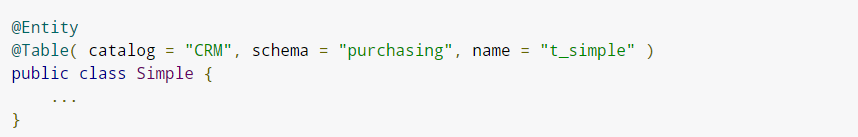 @Entity
@Table( catalog = "CRM", schema = "purchasing", name = "t_simple" )
public class Simple {
    ...
}